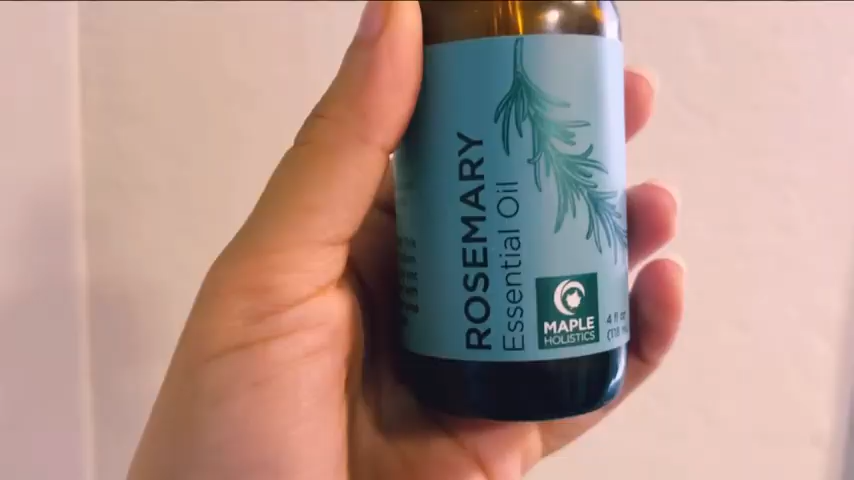 ROSEMARY
Essential Oil
MAPLE
HOLISTICS
4 fl oz